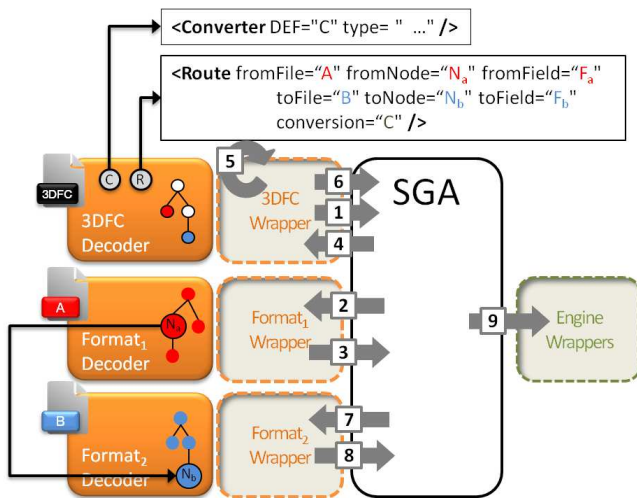 <Converter DEF="C" type= " ..." />
<Route fromFile="A" fromNode="Na" fromField="Fa"
toFile="B" toNode="Nb" toField="Fb"
conversion="C" />
3DFC
C
R
3DFC
Decoder
5
3DFC
Wrapper
6
1
4
SGA
A
Na
Format1
Decoder
Format1
Wrapper
2
3
9
Engine
Wrappers
B
Format2
Decoder
Nb
Format2
Wrapper
7
8